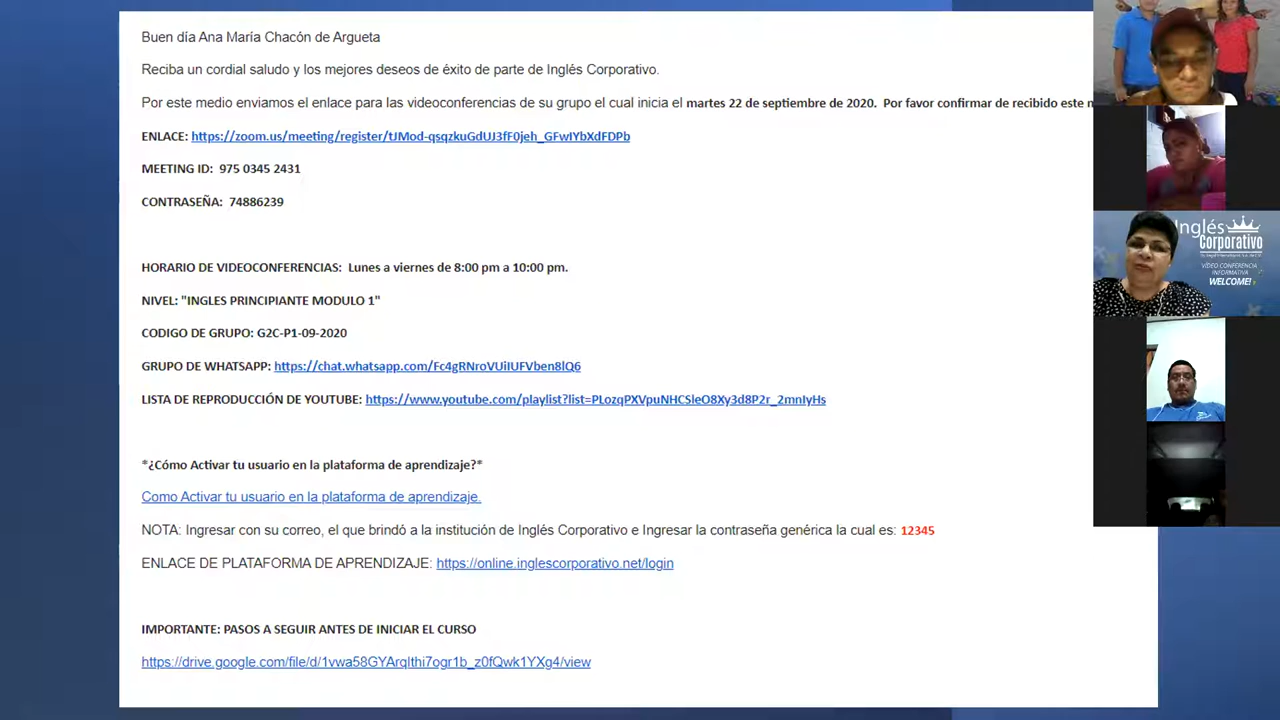 Buen día Ana María Chacón de Argueta
Reciba un cordial saludo y los mejores deseos de éxito de parte de Inglés Corporativo.
Por este medio enviamos el enlace para las videoconferencias de su grupo el cual inicia el martes 22 de septiembre de 2020. Por favor confirmar de recibido este
ENLACE: https://zoom.us/meeting/register/tJMod-qsqzkuGdUJ3fF0jeh_GFwIYbXdFDPb
MEETING ID: 975 0345 2431
CONTRASEÑA: 74886239
HORARIO DE VIDEOCONFERENCIAS: Lunes a viernes de 8:00 pm a 10:00 pm.
NIVEL: "INGLES PRINCIPIANTE MODULO 1"
CODIGO DE GRUPO: G2C-P1-09-2020
GRUPO DE WHATSAPP: https://chat.whatsapp.com/Fc4gRNroVUiIUFVben8lQ6
LISTA DE REPRODUCCIÓN DE YOUTUBE: https://www.youtube.com/playlist?list=PLozqPXVpuNHCSleO8Xy3d8P2r_2mnIyHs
*¿Cómo Activar tu usuario en la plataforma de aprendizaje?*
Como Activar tu usuario en la plataforma de aprendizaje.
NOTA: Ingresar con su correo, el que brindó a la institución de Inglés Corporativo e Ingresar la contraseña genérica la cual es: 12345
ENLACE DE PLATAFORMA DE APRENDIZAJE: https://online.inglescorporativo.net/login
IMPORTANTE: PASOS A SEGUIR ANTES DE INICIAR EL CURSO
https://drive.google.com/file/d/1vwa58GYArqIthi7ogr1b_z0fQwk1YXg4/view
Inglés
Corporativo
VIDEO CONFERENCIA
INFORMATIVA
WELCOME!